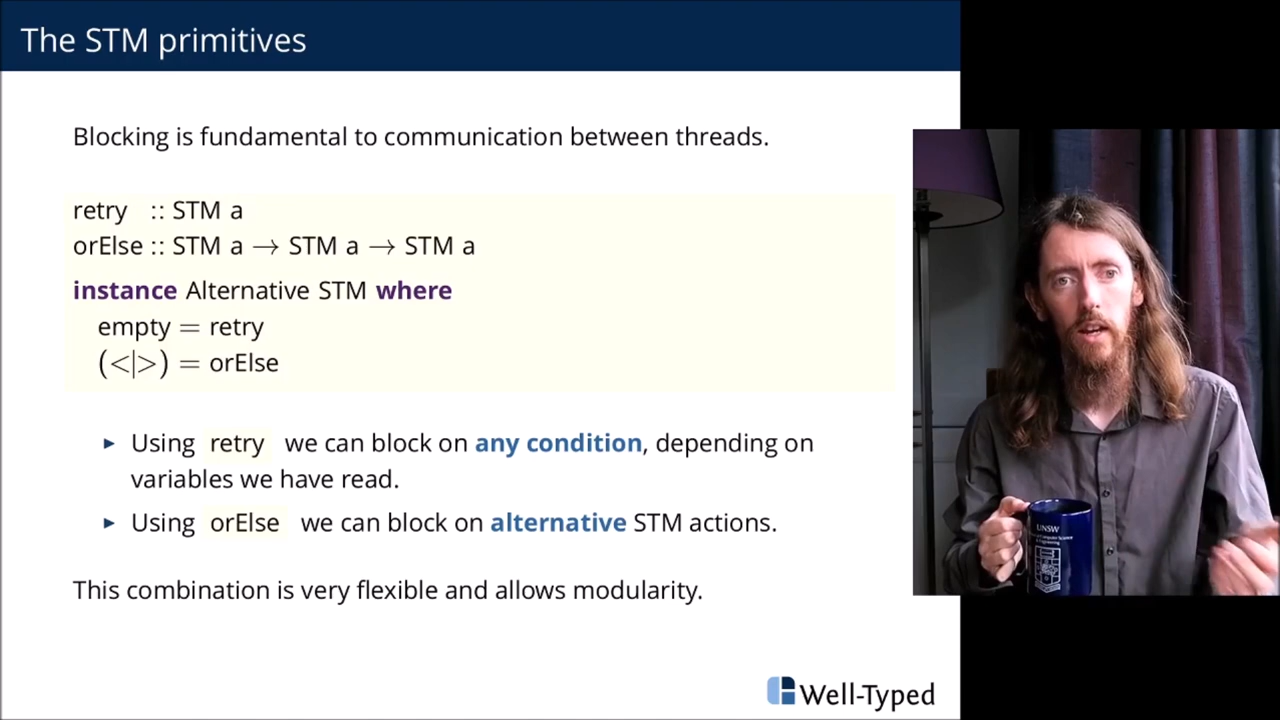 The STM primitives
Blocking is fundamental to communication between threads.
retry :: STM a
orElse :: STM a → STM a → STM a
instance Alternative STM where
empty = retry
(<|>) = orElse
▸ Using retry we can block on any condition, depending on
variables we have read.
▸ Using orElse we can block on alternative STM actions.
This combination is very flexible and allows modularity.
UNSW
Computer Science
Engineering
Well-Typed